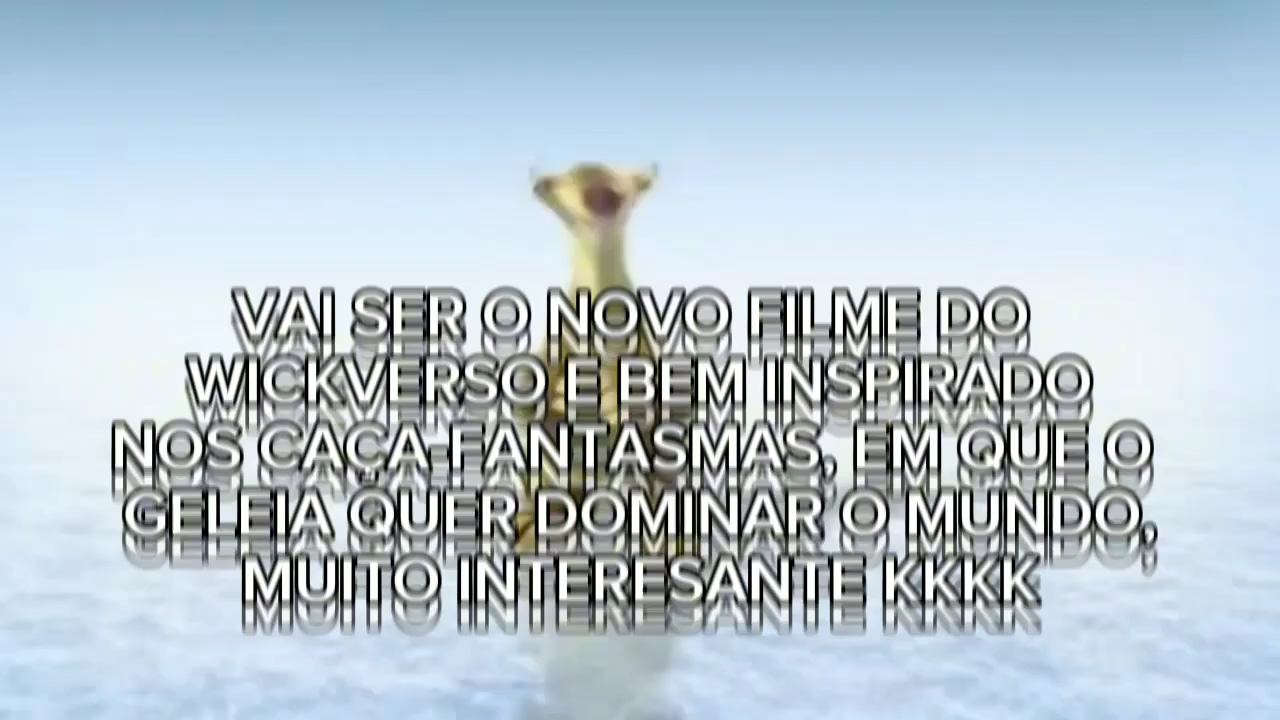 VAI SER O NOVO FILME DO
WICKVERSO E BEM INSPIRADO
NOS CAÇA FANTASMAS, EM QUE O
GELEIA QUER DOMINAR O MUNDO,
MUITO INTERESANTE KKKK